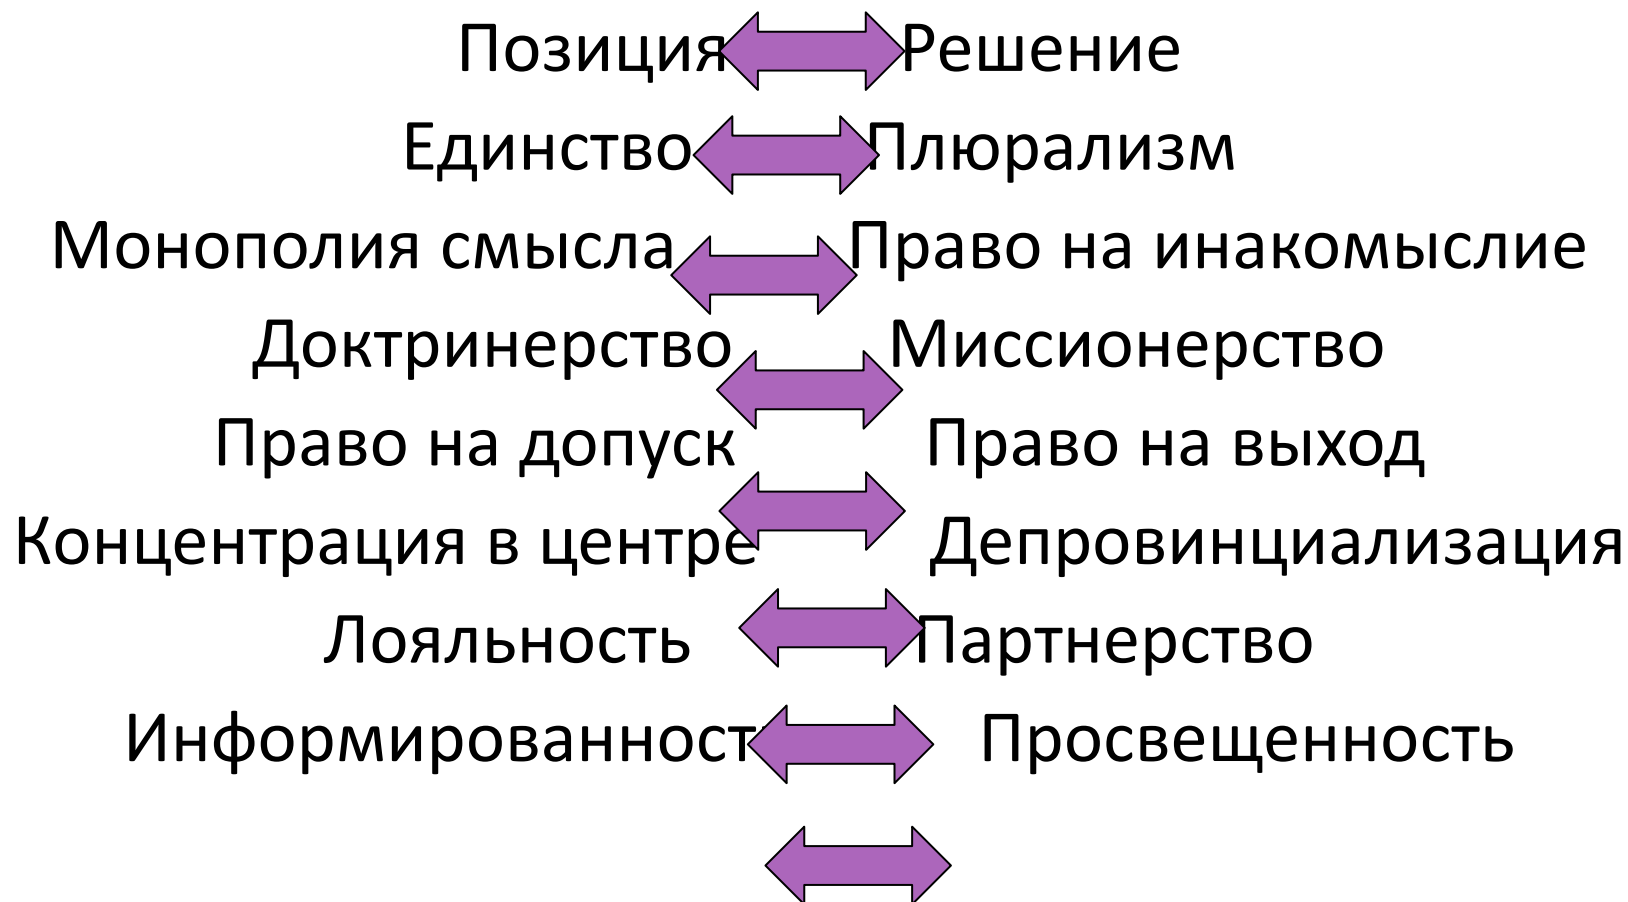 Позиция Решение
Единство Плюрализм
Монополия смысла Право на инакомыслие
Доктринерство Миссионерство
Право на допуск Право на выход
Концентрация в центре Депровинциализация
Лояльность Партнерство
Информированность Просвещенность